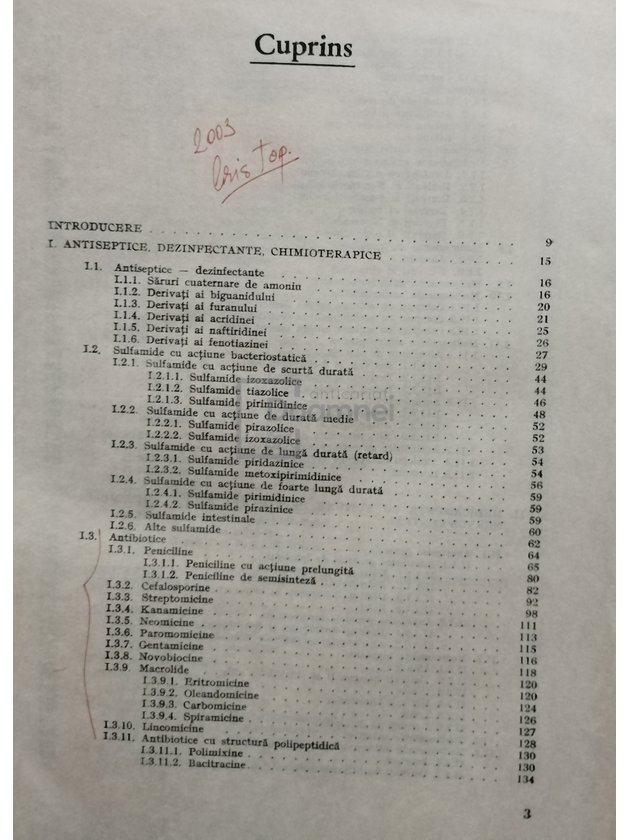 Cuprins
2003
Cris Top.
INTRODUCERE . . . 9
I. ANTISEPTICE, DEZINFECTANTE, CHIMIOTERAPICE . . . 15
I.1. Antiseptice — dezinfectante . . . 16
I.1.1. Săruri cuaternare de amoniu . . . 16
I.1.2. Derivați ai biguanidului . . . 20
I.1.3. Derivați ai furanului . . . 21
I.1.4. Derivați ai acridinei . . . 25
I.1.5. Derivați ai naftiridinei . . . 26
I.1.6. Derivați ai fenotiazinei . . . 27
I.2. Sulfamide cu acțiune bacteriostatică . . . 29
I.2.1. Sulfamide cu acțiune de scurtă durată . . . 44
I.2.1.1. Sulfamide izoxazolice . . . 44
I.2.1.2. Sulfamide tiazolice . . . 46
I.2.1.3. Sulfamide pirimidinice . . . 48
I.2.2. Sulfamide cu acțiune de durată medie . . . 52
I.2.2.1. Sulfamide pirazolice . . . 52
I.2.2.2. Sulfamide izoxazolice . . . 53
I.2.3. Sulfamide cu acțiune de lungă durată (retard) . . . 54
I.2.3.1. Sulfamide piridazinice . . . 54
I.2.3.2. Sulfamide metoxipirimidinice . . . 56
I.2.4. Sulfamide cu acțiune de foarte lungă durată . . . 59
I.2.4.1. Sulfamide pirimidinice . . . 59
I.2.4.2. Sulfamide pirazinice . . . 59
I.2.5. Sulfamide intestinale . . . 60
I.2.6. Alte sulfamide . . . 62
I.3. Antibiotice . . . 64
I.3.1. Peniciline . . . 65
I.3.1.1. Peniciline cu acțiune prelungită . . . 80
I.3.1.2. Peniciline de semisinteză . . . 82
I.3.2. Cefalosporine . . . 92
I.3.3. Streptomicine . . . 98
I.3.4. Kanamicine . . . 111
I.3.5. Neomicine . . . 113
I.3.6. Paromomicine . . . 115
I.3.7. Gentamicine . . . 116
I.3.8. Novobiocine . . . 118
I.3.9. Macrolide . . . 120
I.3.9.1. Eritromicine . . . 120
I.3.9.2. Oleandomicine . . . 124
I.3.9.3. Carbomicine . . . 126
I.3.9.4. Spiramicine . . . 127
I.3.10. Lincomicine . . . 128
I.3.11. Antibiotice cu structură polipeptidică . . . 130
I.3.11.1. Polimixine . . . 130
I.3.11.2. Bacitracine . . . 134
3